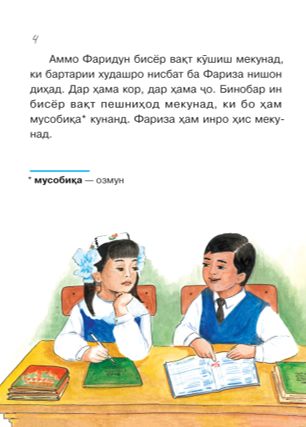 4
Аммо Фаридун бисёр вақт кӯшиш мекунад,
ки бартарии худашро нисбат ба Фариза нишон
диҳад. Дар ҳама кор, дар ҳама ҷо. Бинобар ин
бисёр вақт пешниҳод мекунад, ки бо ҳам
мусобиқа* кунанд. Фариза ҳам инро ҳис меку-
над.
* мусобиқа — озмун